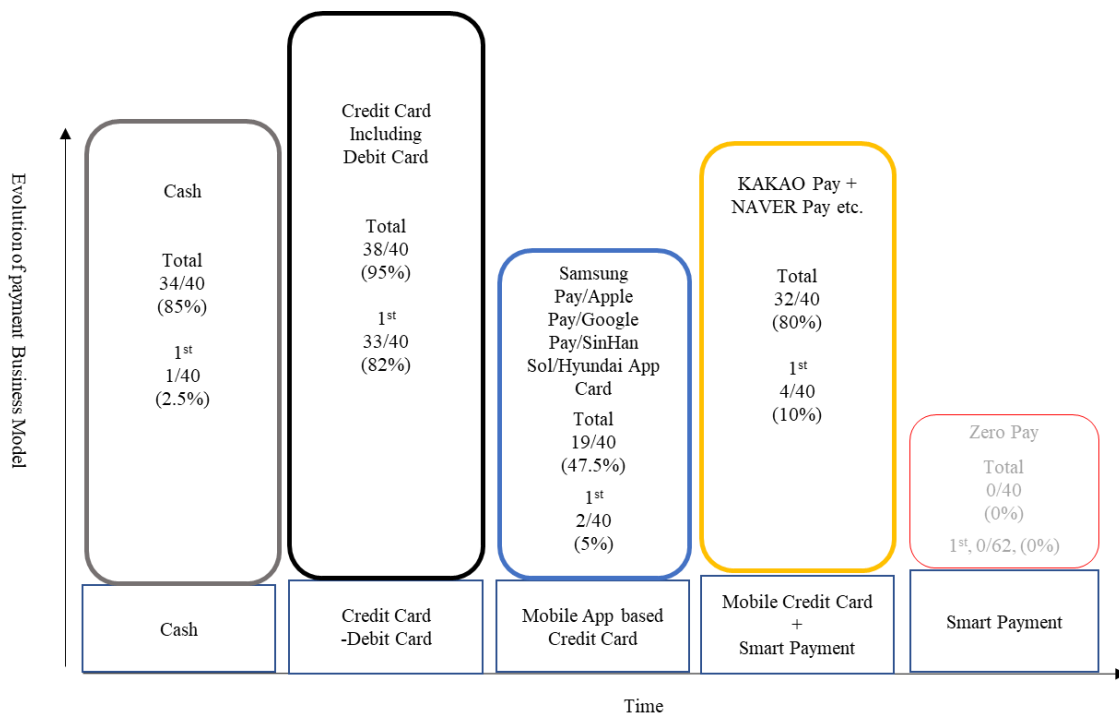 Evolution of payment Business Model
Cash
Total
34/40
(85%)
1st
1/40
(2.5%)
Credit Card
Including
Debit Card
Total
38/40
(95%)
1st
33/40
(82%)
Samsung
Pay/Apple
Pay/Google
Pay/SinHan
Sol/Hyundai App
Card
Total
19/40
(47.5%)
1st
2/40
(5%)
KAKAO Pay +
NAVER Pay etc.
Total
32/40
(80%)
1st
4/40
(10%)
Zero Pay
Total
0/40
(0%)
1st, 0/62, (0%)
Cash
Credit Card
-Debit Card
Mobile App based
Credit Card
Mobile Credit Card
+
Smart Payment
Smart Payment
Time